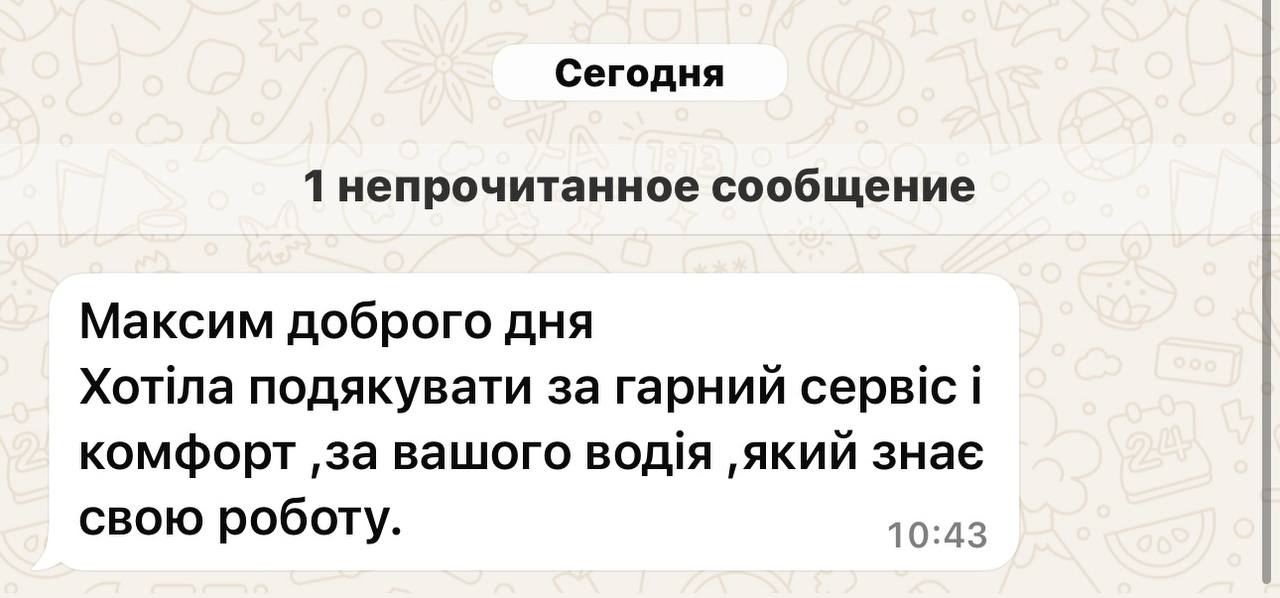 Сегодня
1 непрочитанное сообщение
Максим доброго дня
Хотіла подякувати за гарний сервіс і
комфорт ,за вашого водія ,який знає
свою роботу.
10:43